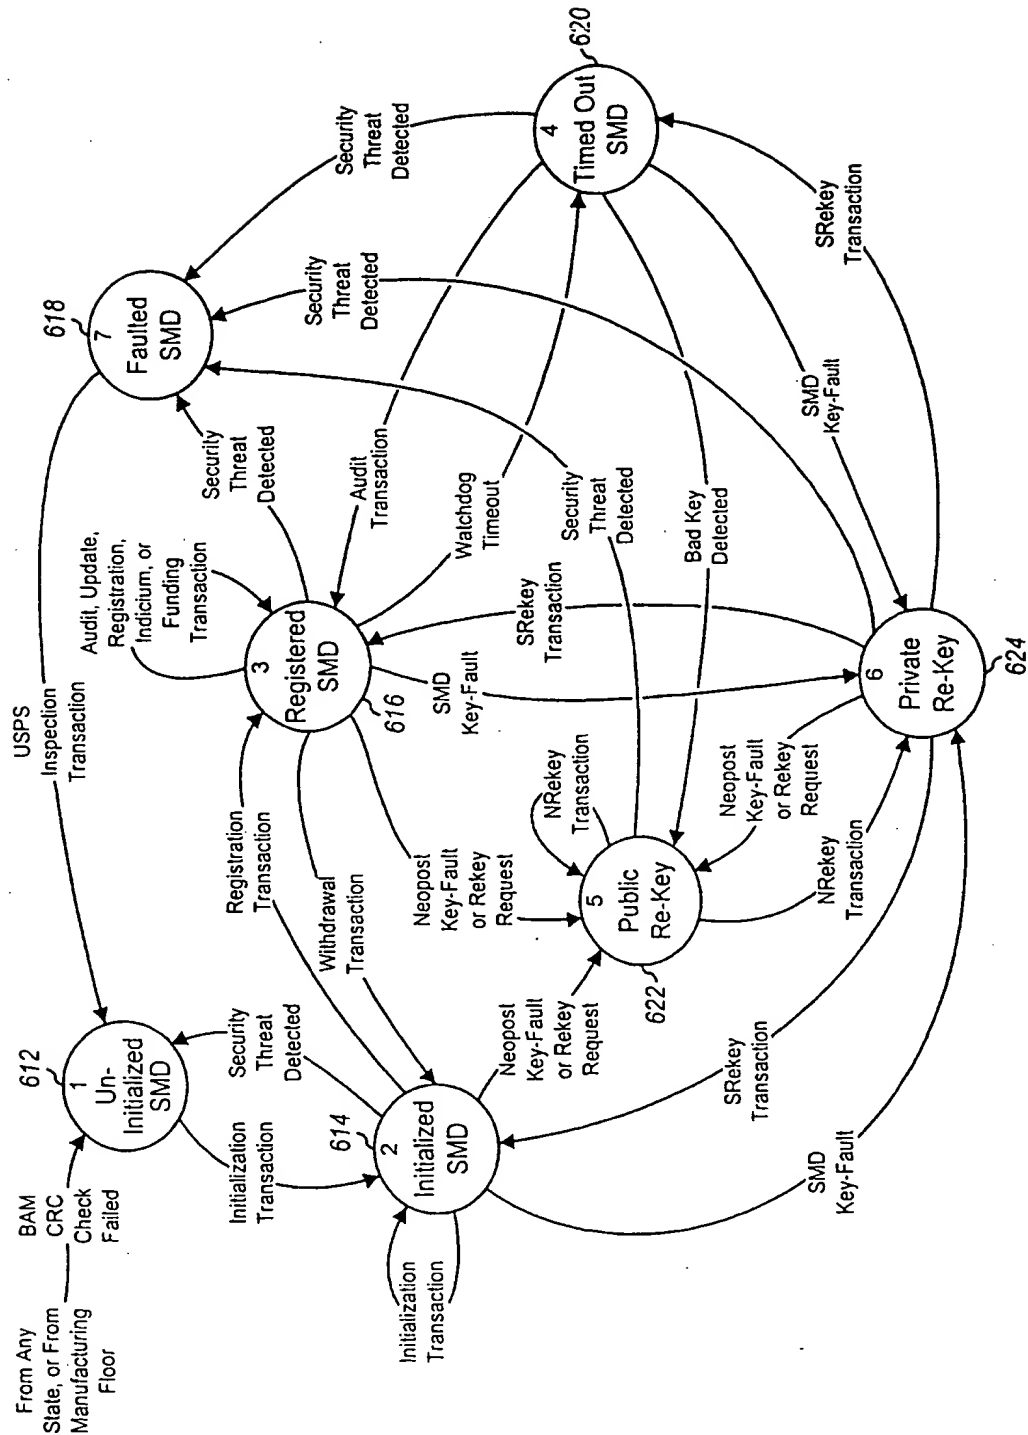 From Any
State, or From
Manufacturing
Floor
BAM
CRC
Check
Failed
612
1
Un-
Initialized
SMD
USPS
Inspection
Transaction
618
7
Faulted
SMD
Initialization
Transaction
Security
Threat
Detected
Registration
Transaction
Audit, Update,
Registration,
Indicium, or
Funding
Transaction
Security
Threat
Detected
Security
Threat
Detected
Security
Threat
Detected
614
2
Initialized
SMD
Initialization
Transaction
Withdrawal
Transaction
3
Registered
SMD
616
Audit
Transaction
Watchdog
Timeout
4
Timed Out
SMD
620
Neopost
Key-Fault
or Rekey
Request
SMD
Key-Fault
SRekey
Transaction
Security
Threat
Detected
Neopost
Key-Fault
or Rekey
Request
NRekey
Transaction
5
Public
Re-Key
622
Bad Key
Detected
SMD
Key-Fault
SRekey
Transaction
Neopost
Key-Fault
or Rekey
Request
NRekey
Transaction
6
Private
Re-Key
624
SRekey
Transaction
SMD
Key-Fault